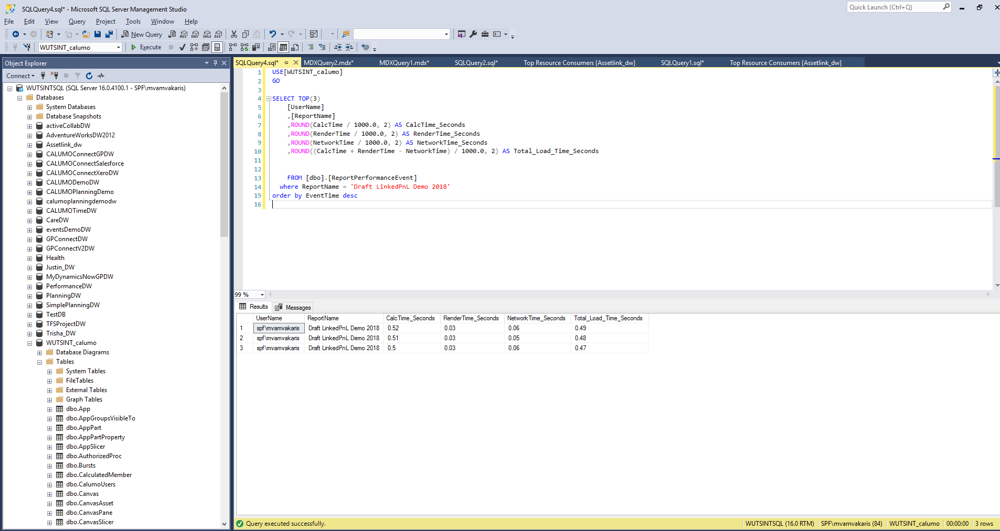 SQLQuery4.sql* - Microsoft SQL Server Management Studio
Quick Launch (Ctrl+Q)
File Edit View Query Project Tools Window Help
New Query
MDX DMX XMLA DAX
WUTSINT_calumo
Execute
Object Explorer
Connect
WUTSINTSQL (SQL Server 16.0.4100.1 - SPF\mvamvakaris)
Databases
System Databases
Database Snapshots
activeCollabDW
AdventureWorksDW2012
Assetlink_dw
CALUMOConnectGPDW
CALUMOConnectSalesforce
CALUMOConnectXeroDW
CALUMODemoDW
CALUMOPlanningDemo
calumoplanningdemodw
CALUMOTimeDW
CareDW
eventsDemoDW
GPConnectDW
GPConnectV2DW
Health
Justin_DW
MyDynamicsNowGPDW
PerformanceDW
PlanningDW
SimplePlanningDW
TestDB
TFSProjectDW
Trisha_DW
WUTSINT_calumo
Database Diagrams
Tables
System Tables
FileTables
External Tables
Graph Tables
dbo.App
dbo.AppGroupsVisibleTo
dbo.AppPart
dbo.AppPartProperty
dbo.AppSlicer
dbo.AuthorizedProc
dbo.Bursts
dbo.CalculatedMember
dbo.CalumoUsers
dbo.Canvas
dbo.CanvasAsset
dbo.CanvasPane
dbo.CanvasSlicer
SQLQuery4.sql* MDXQuery2.mdx* MDXQuery1.mdx* SQLQuery2.sql* Top Resource Consumers [Assetlink_dw] SQLQuery1.sql* Top Resource Consumers [Assetlink_dw]
1 USE[WUTSINT_calumo]
2 GO
3
4 SELECT TOP(3)
5 [UserName]
6 ,[ReportName]
7 ,ROUND(CalcTime / 1000.0, 2) AS CalcTime_Seconds
8 ,ROUND(RenderTime / 1000.0, 2) AS RenderTime_Seconds
9 ,ROUND(NetworkTime / 1000.0, 2) AS NetworkTime_Seconds
10 ,ROUND((CalcTime + RenderTime - NetworkTime) / 1000.0, 2) AS Total_Load_Time_Seconds
11
12
13 FROM [dbo].[ReportPerformanceEvent]
14 where ReportName = 'Draft LinkedPnL Demo 2018'
15 order by EventTime desc
16
99 %
Results Messages
UserName ReportName CalcTime_Seconds RenderTime_Seconds NetworkTime_Seconds Total_Load_Time_Seconds
1 spf\mvamvakaris Draft LinkedPnL Demo 2018 0.52 0.03 0.06 0.49
2 spf\mvamvakaris Draft LinkedPnL Demo 2018 0.51 0.03 0.05 0.48
3 spf\mvamvakaris Draft LinkedPnL Demo 2018 0.5 0.03 0.06 0.47
Query executed successfully. WUTSINTSQL (16.0 RTM) SPF\mvamvakaris (84) WUTSINT_calumo 00:00:00 3 rows